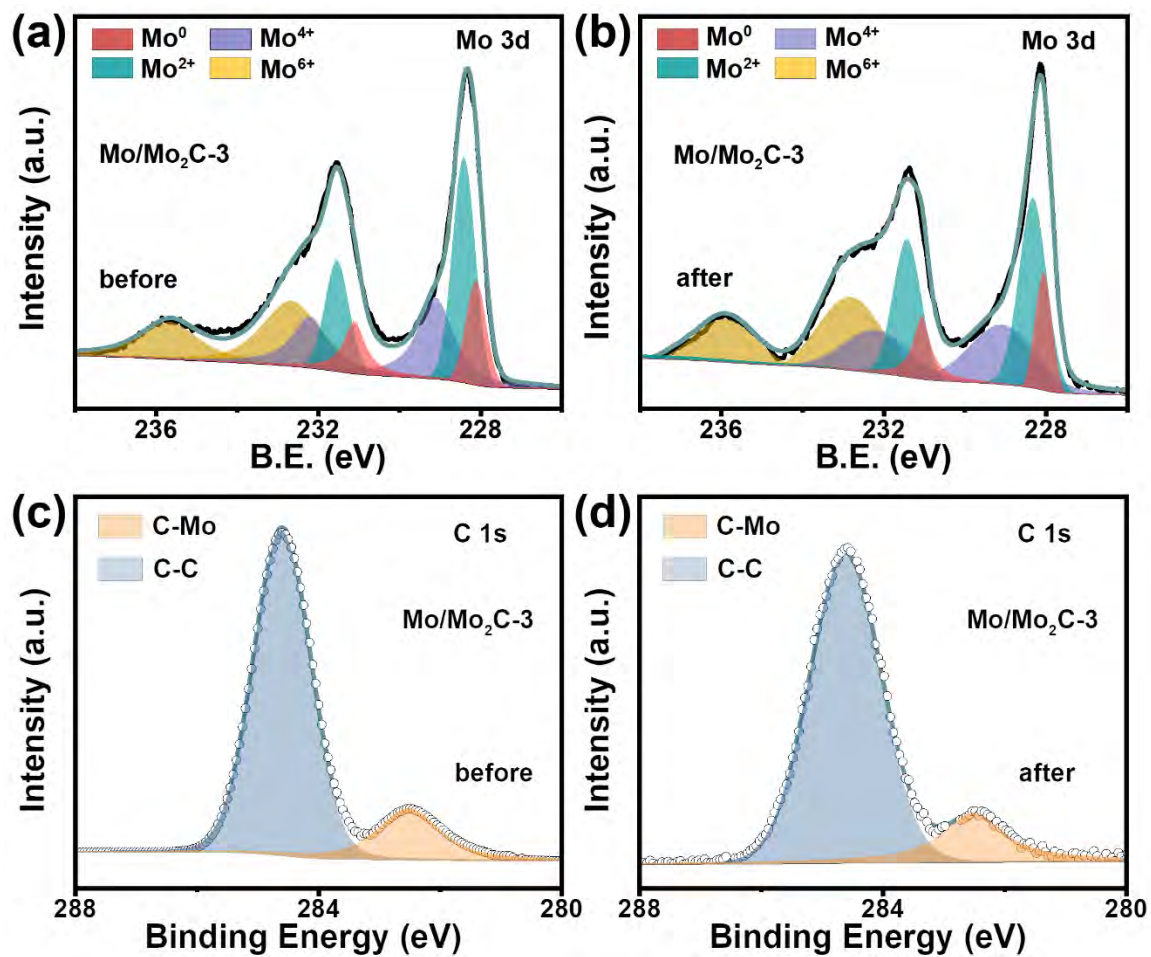 (a)
Mo⁰
Mo⁴⁺
Mo 3d
Mo²⁺
Mo⁶⁺
Mo/Mo₂C-3
before
Intensity (a.u.)
236
232
228
B.E. (eV)
(b)
Mo⁰
Mo⁴⁺
Mo 3d
Mo²⁺
Mo⁶⁺
Mo/Mo₂C-3
after
Intensity (a.u.)
236
232
228
B.E. (eV)
(c)
C-Mo
C 1s
C-C
Mo/Mo₂C-3
before
Intensity (a.u.)
288
284
280
Binding Energy (eV)
(d)
C-Mo
C 1s
C-C
Mo/Mo₂C-3
after
Intensity (a.u.)
288
284
280
Binding Energy (eV)